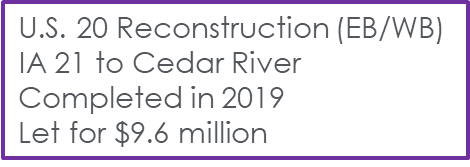 U.S. 20 Reconstruction (EB/WB)
IA 21 to Cedar River
Completed in 2019
Let for $9.6 million